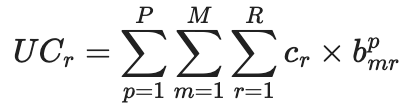 $UC_r = \sum_{p=1}^{P} \sum_{m=1}^{M} \sum_{r=1}^{R} c_r \times b_{mr}^{p}$